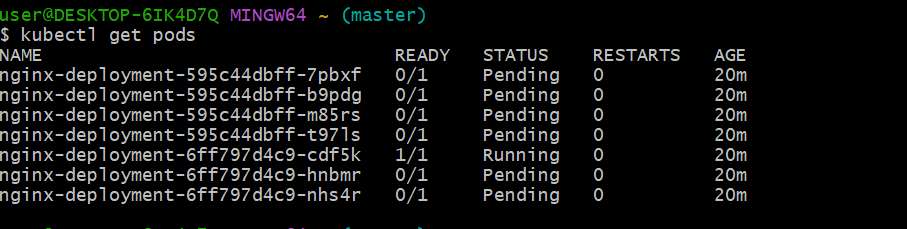 user@DESKTOP-6IK4D7Q MINGW64 ~ (master)
$ kubectl get pods
NAME READY STATUS RESTARTS AGE
nginx-deployment-595c44dbff-7pbxf 0/1 Pending 0 20m
nginx-deployment-595c44dbff-b9pdg 0/1 Pending 0 20m
nginx-deployment-595c44dbff-m85rs 0/1 Pending 0 20m
nginx-deployment-595c44dbff-t97ls 0/1 Pending 0 20m
nginx-deployment-6ff797d4c9-cdf5k 1/1 Running 0 20m
nginx-deployment-6ff797d4c9-hnbmr 0/1 Pending 0 20m
nginx-deployment-6ff797d4c9-nhs4r 0/1 Pending 0 20m